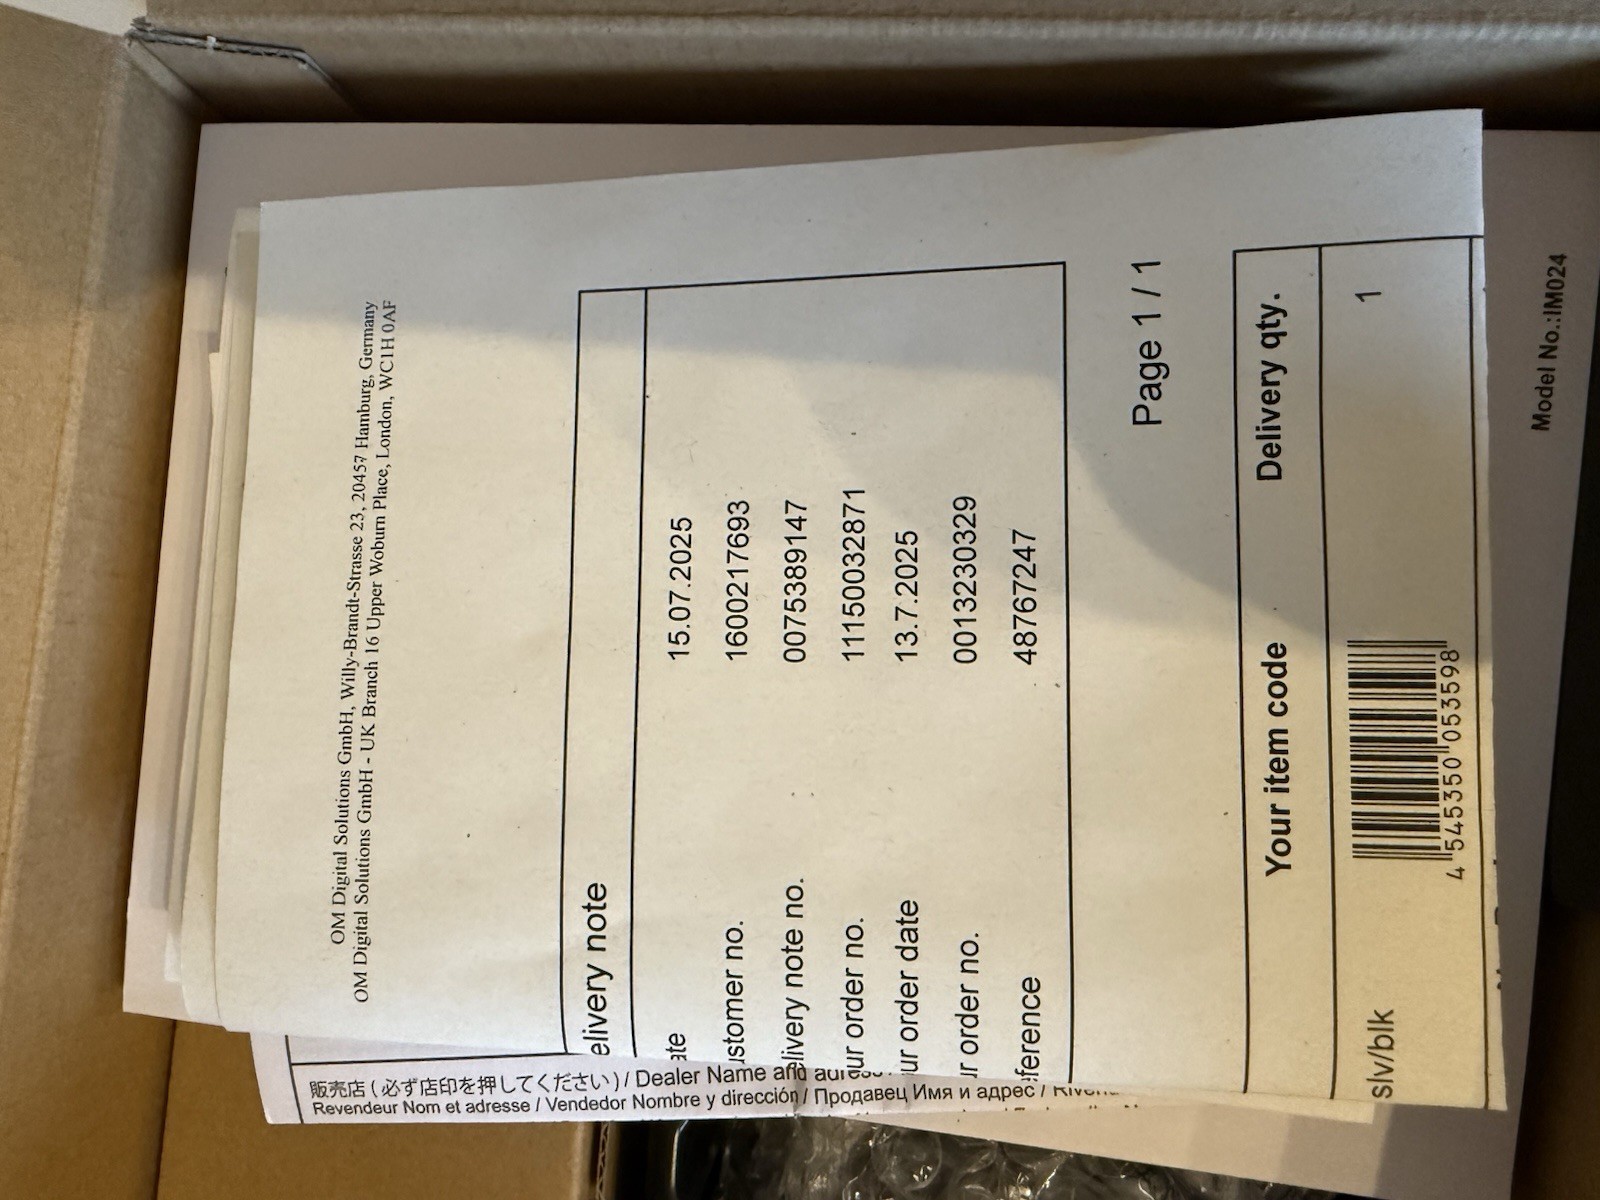 OM Digital Solutions GmbH, Willy-Brandt-Strasse 23, 20457 Hamburg, Germany
OM Digital Solutions GmbH - UK Branch 16 Upper Woburn Place, London, WC1H 0AF
elivery note
ate 15.07.2025
ustomer no. 1600217693
elivery note no. 0075389147
ur order no. 11150032871
ur order date 13.7.2025
ur order no. 0013230329
ference 48767247
Page 1 / 1
Your item code Delivery qty.
slv/blk 1
4 545350 053598
Model No.:IM024
販売店 ( 必ず店印を押してください ) / Dealer Name and
Revendeur Nom et adresse / Vendedor Nombre y dirección / Продавец Имя и адрес /